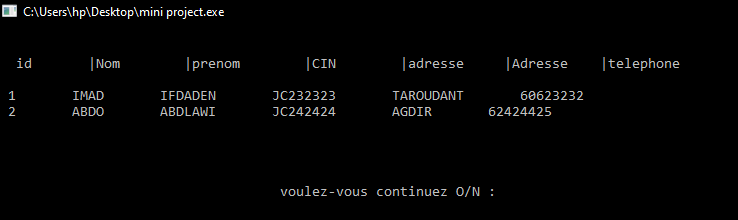 C:\Users\hp\Desktop\mini project.exe
id |Nom |prenom |CIN |adresse |Adresse |telephone
1 IMAD IFDADEN JC232323 TAROUDANT 60623232
2 ABDO ABDLAWI JC242424 AGDIR 62424425
voulez-vous continuez O/N :